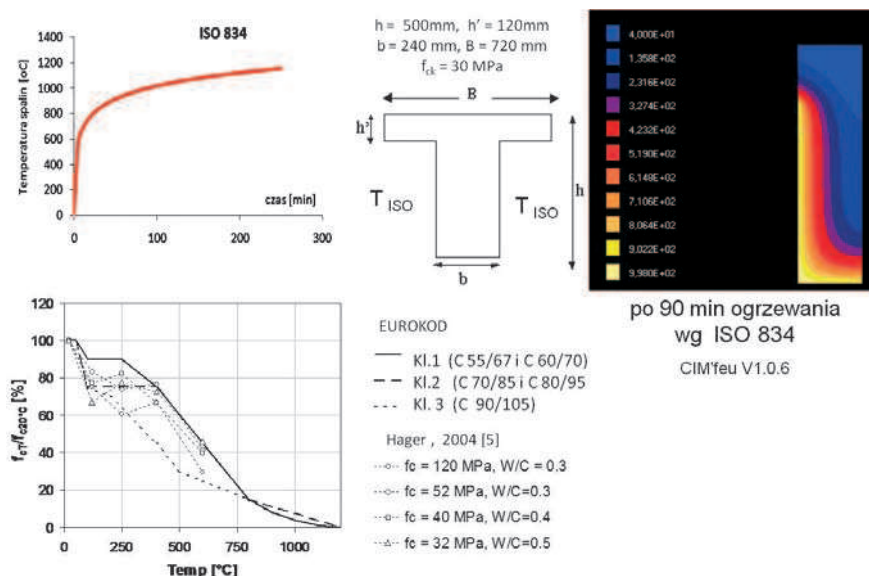 ISO 834
Temperatura spalin [oC]
1400
1200
1000
800
600
400
200
0
0
100
200
300
czas [min]
h = 500mm, h' = 120mm
b = 240 mm, B = 720 mm
fck = 30 MPa
B
h'
h
TISO
TISO
b
4,000E+01
1,358E+02
2,316E+02
3,274E+02
4,232E+02
5,190E+02
6,148E+02
7,106E+02
8,064E+02
9,022E+02
9,980E+02
po 90 min ogrzewania
wg ISO 834
CIM'feu V1.0.6
fcT/fc20°C [%]
120
100
80
60
40
20
0
0
250
500
750
1000
Temp [°C]
EUROKOD
Kl.1 (C 55/67 i C 60/70)
Kl.2 (C 70/85 i C 80/95
Kl. 3 (C 90/105)
Hager , 2004 [5]
fc = 120 MPa, W/C = 0.3
fc = 52 MPa, W/C=0.3
fc = 40 MPa, W/C=0.4
fc = 32 MPa, W/C=0.5